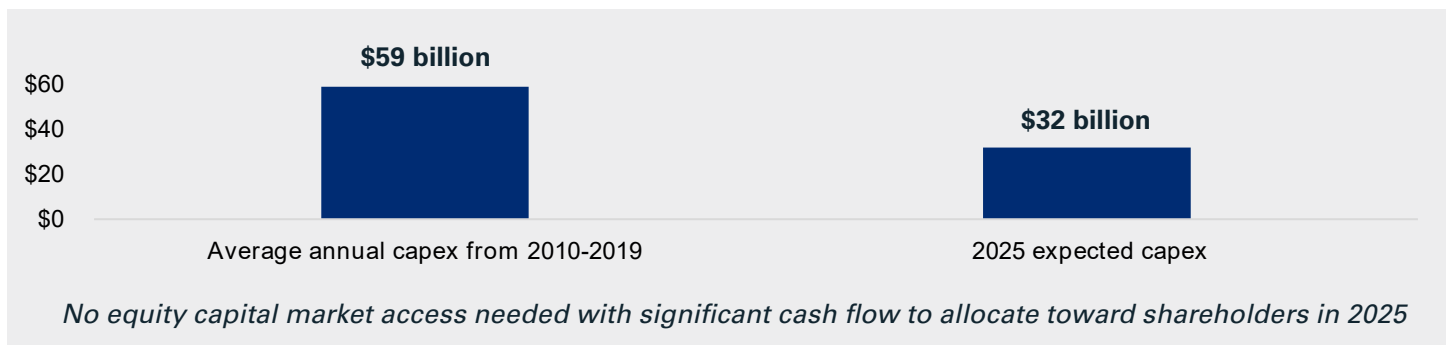 $59 billion
$60
$32 billion
$40
$20
$0
Average annual capex from 2010-2019
2025 expected capex
No equity capital market access needed with significant cash flow to allocate toward shareholders in 2025